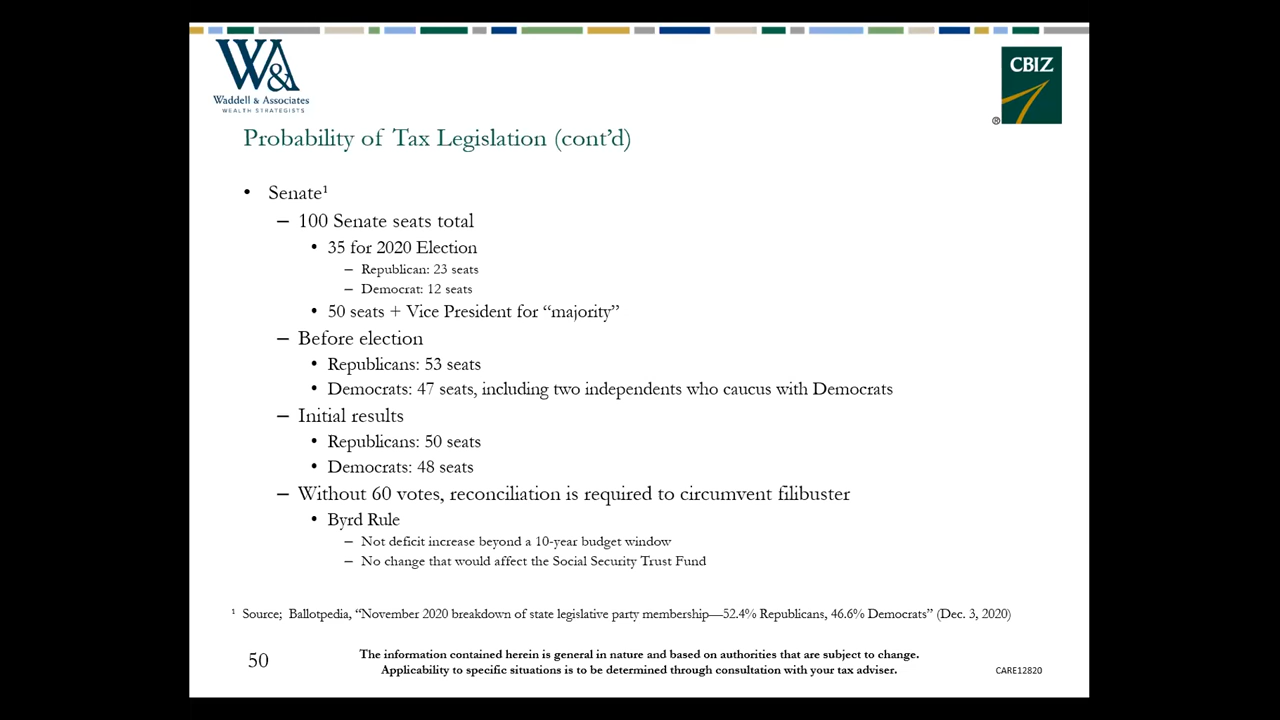 W&A
Waddell & Associates
WEALTH STRATEGISTS
CBIZ
®
Probability of Tax Legislation (cont’d)
• Senate¹
– 100 Senate seats total
• 35 for 2020 Election
– Republican: 23 seats
– Democrat: 12 seats
• 50 seats + Vice President for “majority”
– Before election
• Republicans: 53 seats
• Democrats: 47 seats, including two independents who caucus with Democrats
– Initial results
• Republicans: 50 seats
• Democrats: 48 seats
– Without 60 votes, reconciliation is required to circumvent filibuster
• Byrd Rule
– Not deficit increase beyond a 10-year budget window
– No change that would affect the Social Security Trust Fund
¹ Source; Ballotpedia, “November 2020 breakdown of state legislative party membership—52.4% Republicans, 46.6% Democrats” (Dec. 3, 2020)
50
The information contained herein is general in nature and based on authorities that are subject to change.
Applicability to specific situations is to be determined through consultation with your tax adviser.
CARE12820